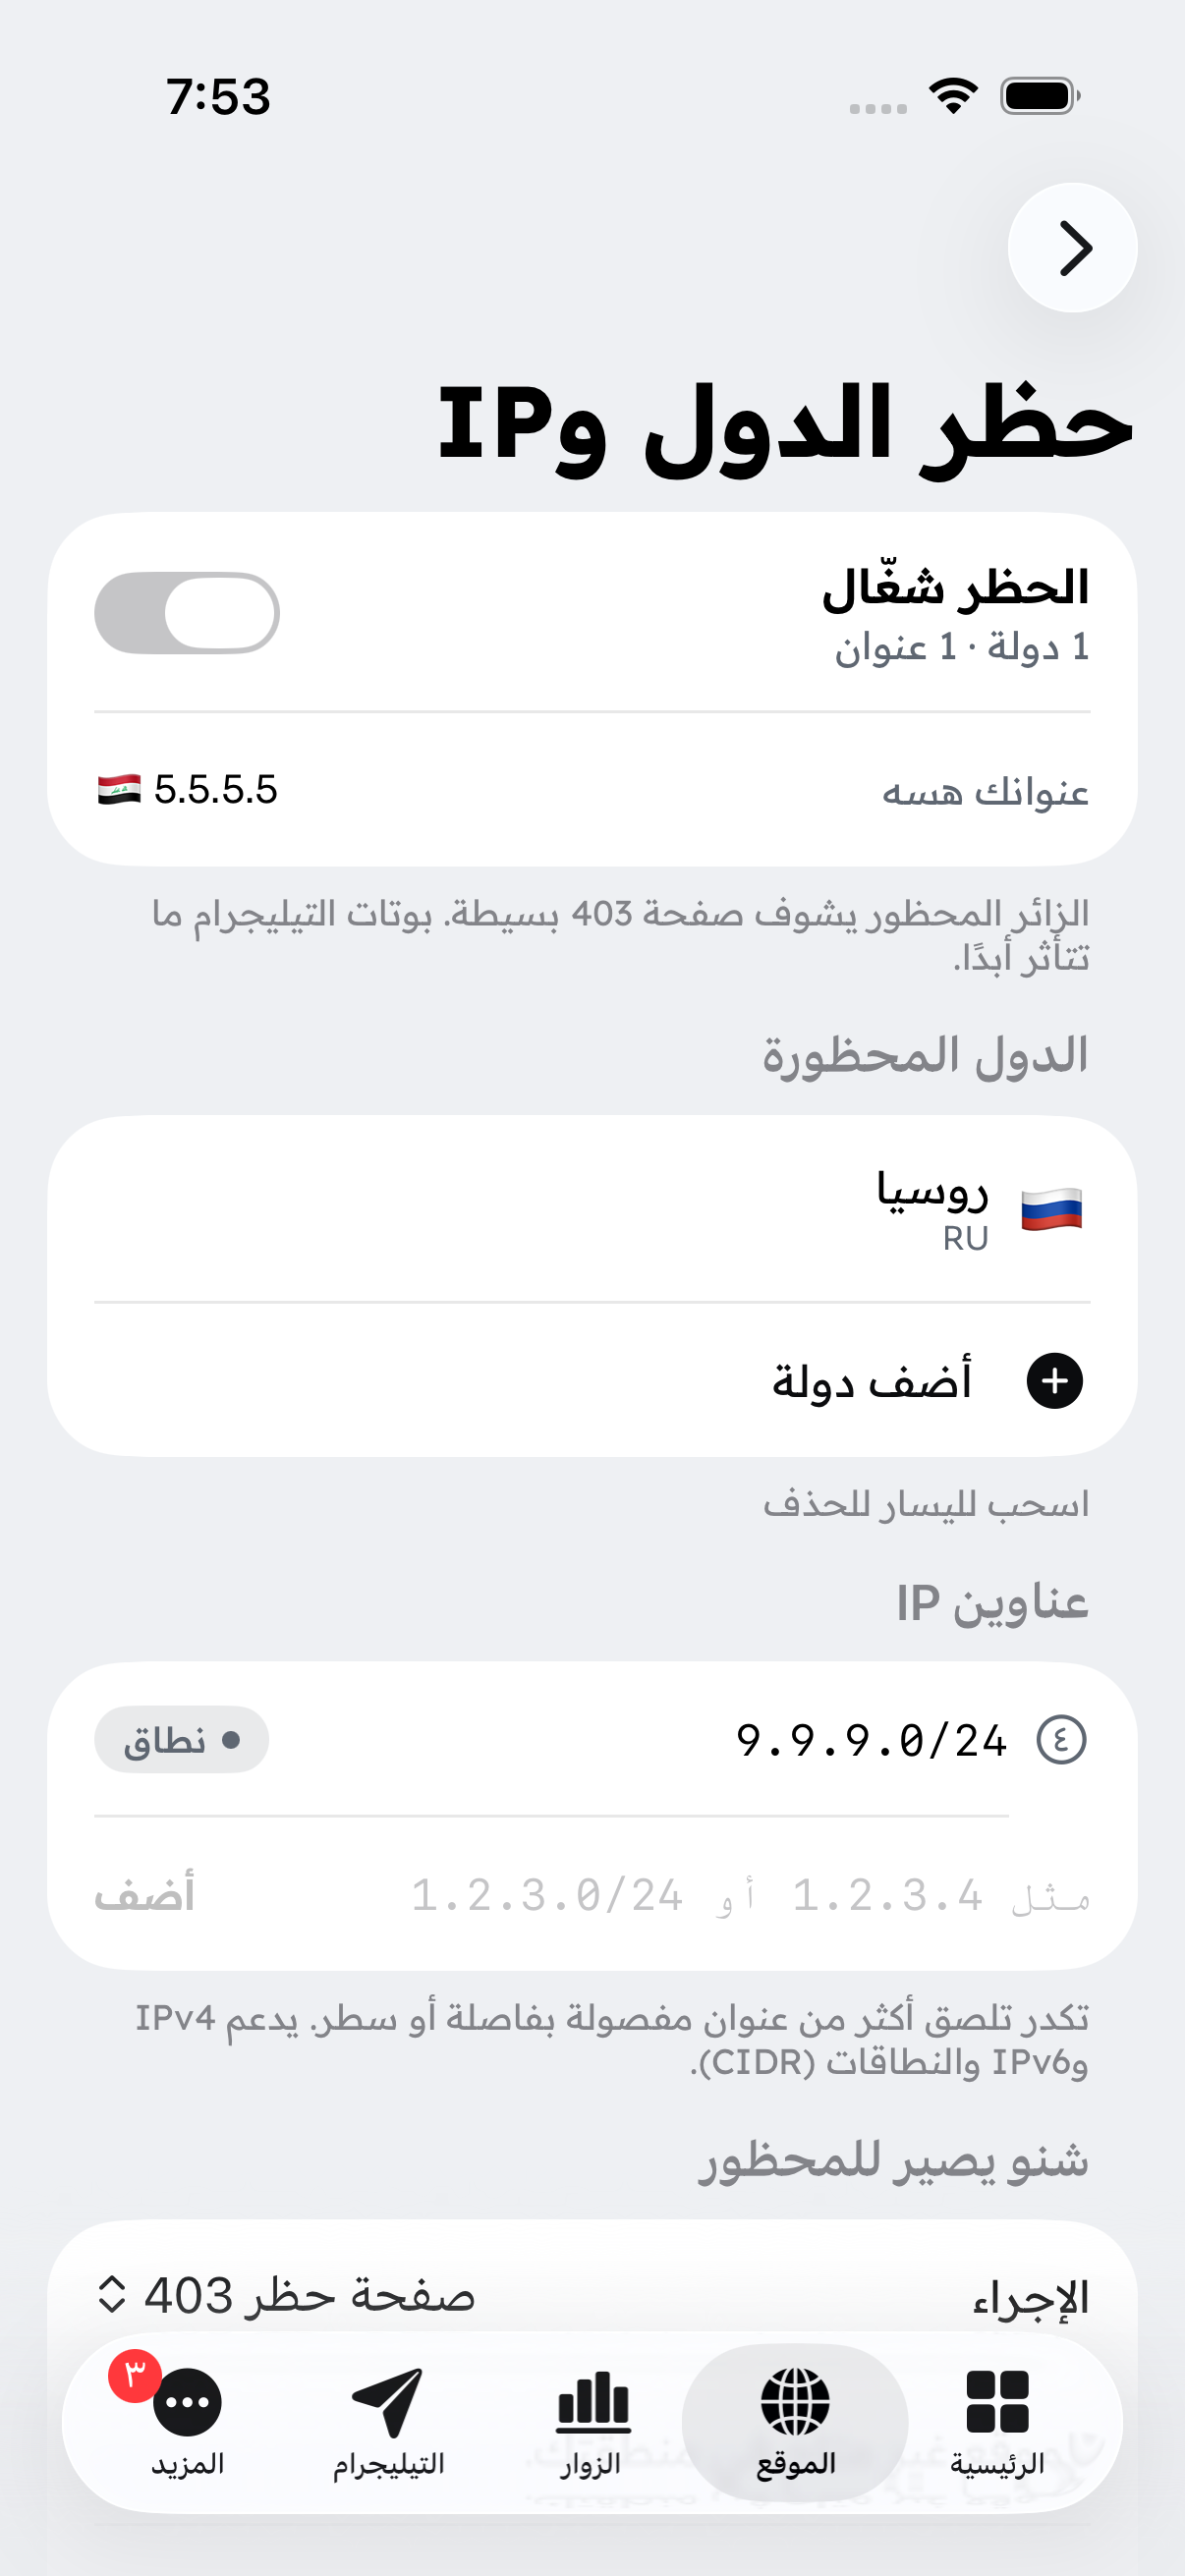 7:53
حظر الدول وIP
الحظر شغّال
1 دولة · 1 عنوان
عنوانك هسه
5.5.5.5
الزائر المحظور يشوف صفحة 403 بسيطة. بوتات التيليجرام ما
تتأثر أبدًا.
الدول المحظورة
روسيا
RU
أضف دولة
اسحب لليسار للحذف
عناوين IP
٤
9.9.9.0/24
نطاق
مثل 1.2.3.4 أو 1.2.3.0/24
أضف
تكدر تلصق أكثر من عنوان مفصولة بفاصلة أو سطر. يدعم IPv4
وIPv6 والنطاقات (CIDR).
شنو يصير للمحظور
الإجراء
صفحة حظر 403
الرئيسية
الموقع
الزوار
التيليجرام
المزيد
٣